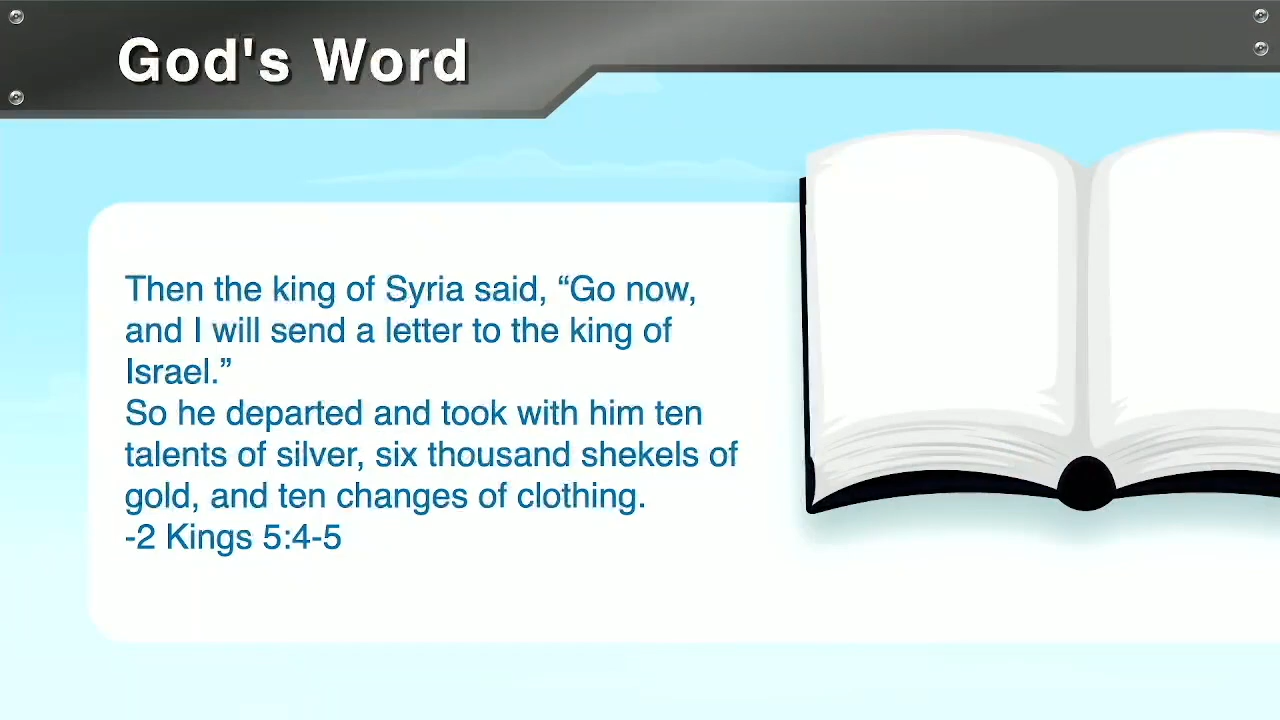 God's Word
Then the king of Syria said, “Go now,
and I will send a letter to the king of
Israel.”
So he departed and took with him ten
talents of silver, six thousand shekels of
gold, and ten changes of clothing.
-2 Kings 5:4-5